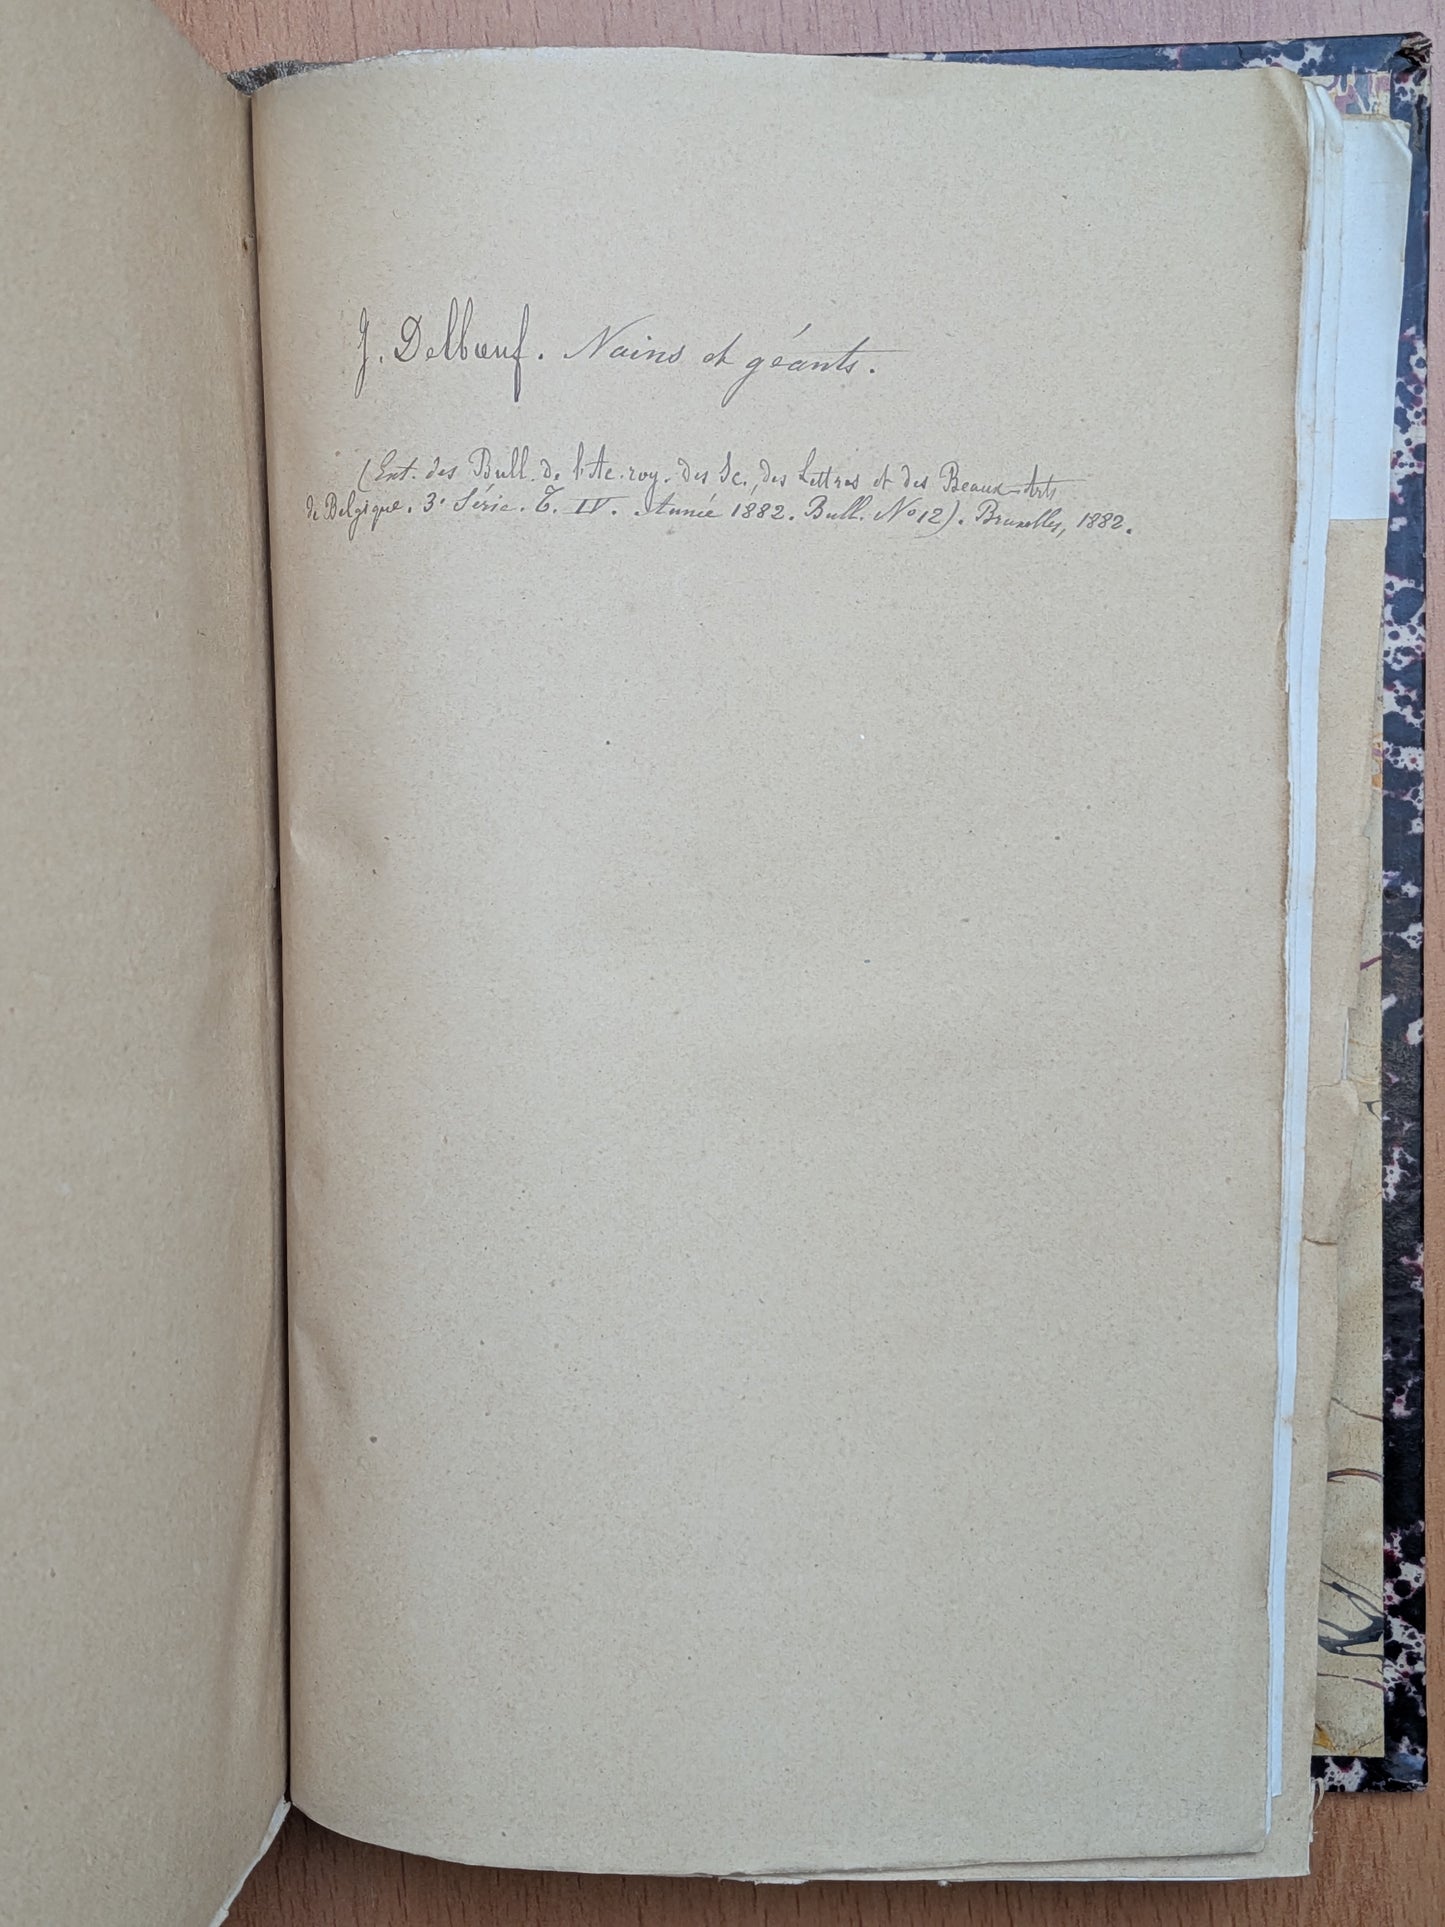 J. Delbœuf. Nains et géants.
(Ext. des Bull. de l'Ac. roy. des Sc., des Lettres et des Beaux-Arts
de Belgique. 3e Série. T. IV. Année 1882. Bull. No 12). Bruxelles, 1882.